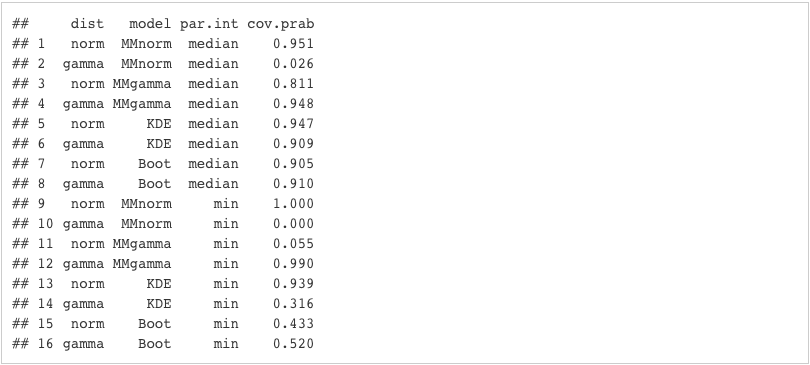 ##     dist   model par.int cov.prab
## 1   norm  MMnorm  median    0.951
## 2  gamma  MMnorm  median    0.026
## 3   norm MMgamma  median    0.811
## 4  gamma MMgamma  median    0.948
## 5   norm     KDE  median    0.947
## 6  gamma     KDE  median    0.909
## 7   norm    Boot  median    0.905
## 8  gamma    Boot  median    0.910
## 9   norm  MMnorm     min    1.000
## 10 gamma  MMnorm     min    0.000
## 11  norm MMgamma     min    0.055
## 12 gamma MMgamma     min    0.990
## 13  norm     KDE     min    0.939
## 14 gamma     KDE     min    0.316
## 15  norm    Boot     min    0.433
## 16 gamma    Boot     min    0.520